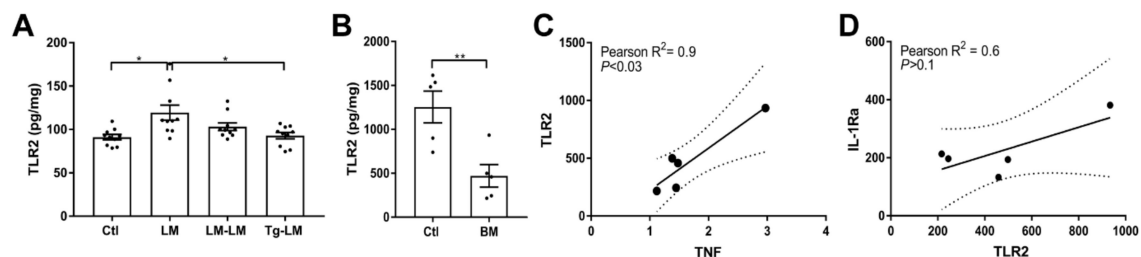 A
TLR2 (pg/mg)
200
150
100
50
0
*
*
Ctl
LM
LM-LM
Tg-LM
B
TLR2 (pg/mg)
2000
1500
1000
500
0
**
Ctl
BM
C
Pearson R²= 0.9
P<0.03
TLR2
1500
1000
500
0
0
1
2
3
4
TNF
D
Pearson R² = 0.6
P>0.1
IL-1Ra
600
400
200
0
0
200
400
600
800
1000
TLR2